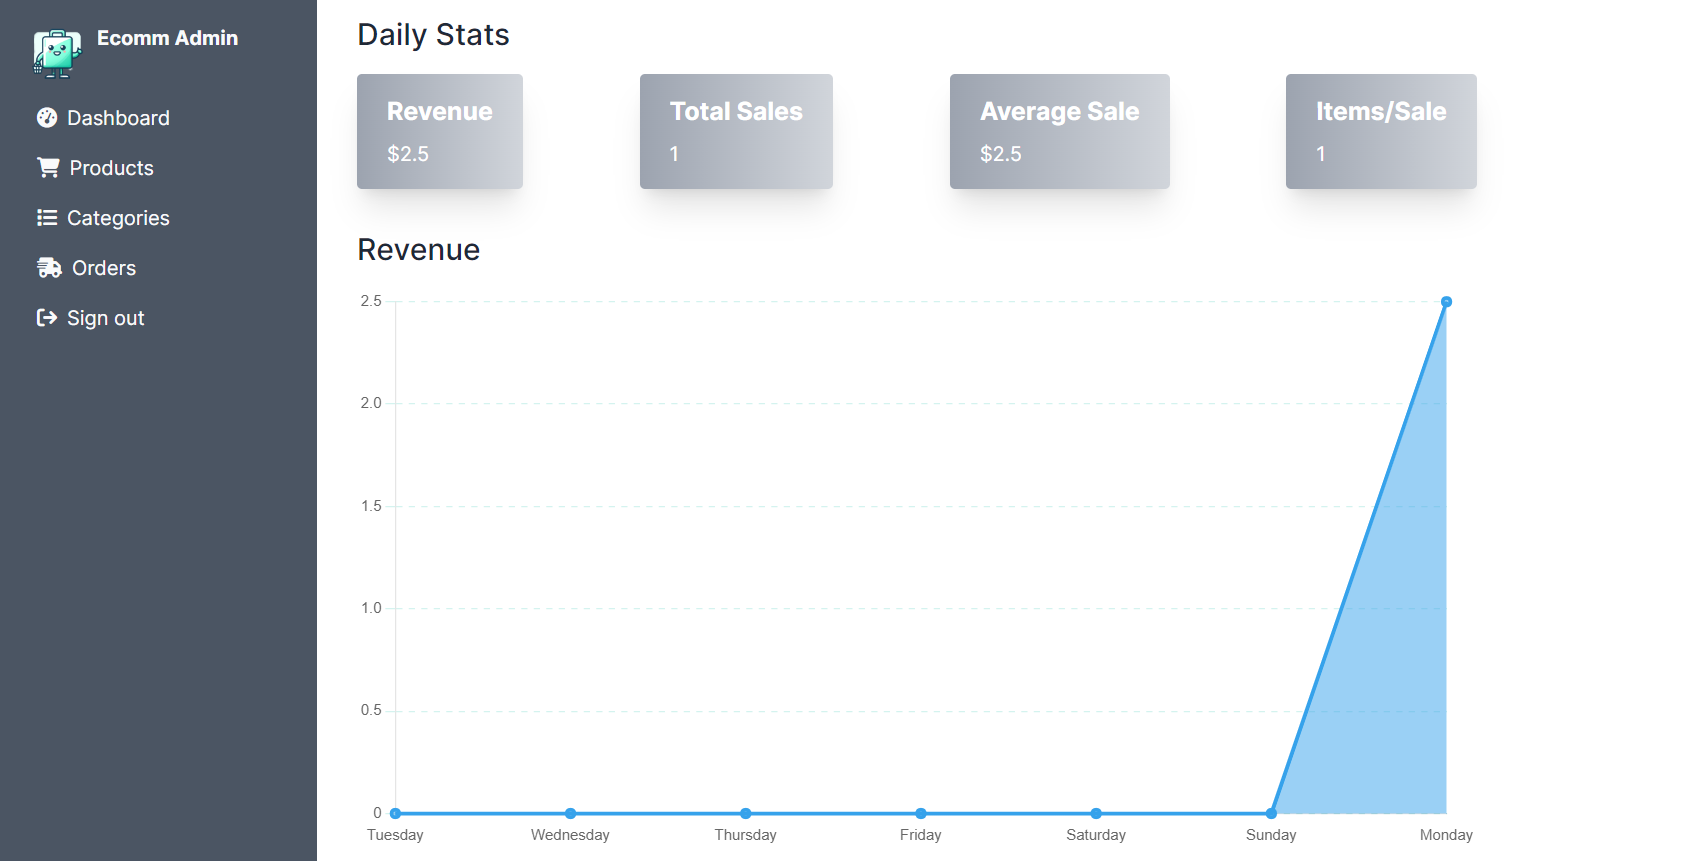 Ecomm Admin
Dashboard
Products
Categories
Orders
Sign out
Daily Stats
Revenue
$2.5
Total Sales
1
Average Sale
$2.5
Items/Sale
1
Revenue
2.5
2.0
1.5
1.0
0.5
0
Tuesday Wednesday Thursday Friday Saturday Sunday Monday